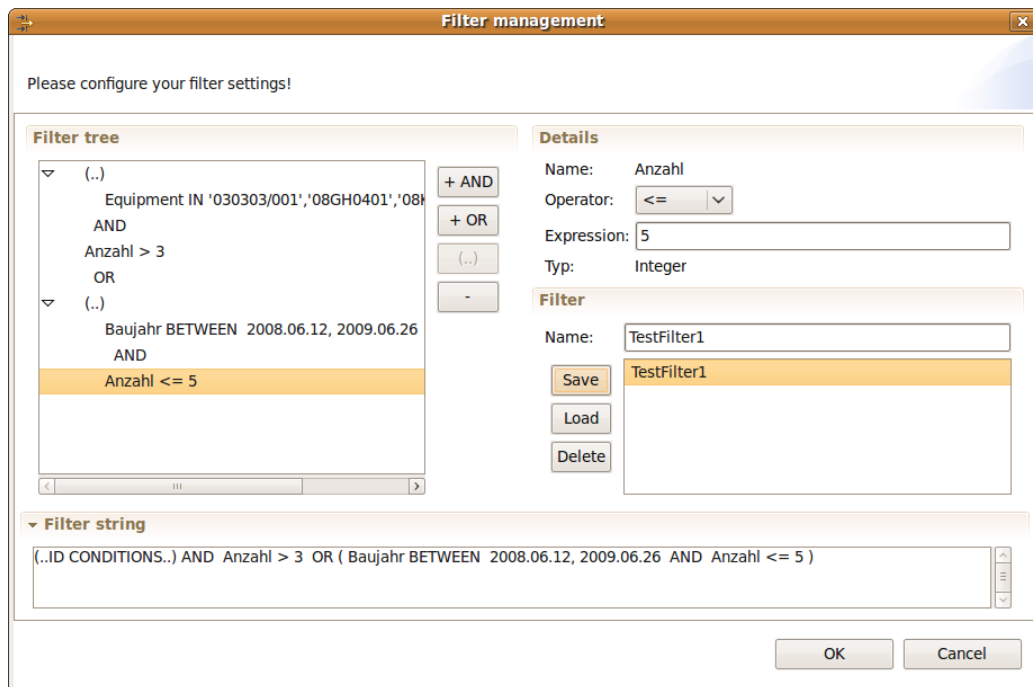 Filter management
Please configure your filter settings!
Filter tree
(..)
Equipment IN '030303/001','08GH0401','08
AND
Anzahl > 3
OR
(..)
Baujahr BETWEEN  2008.06.12, 2009.06.26
AND
Anzahl <= 5
+ AND
+ OR
(..)
-
Details
Name: Anzahl
Operator: <=
Expression: 5
Typ: Integer
Filter
Name: TestFilter1
Save
Load
Delete
TestFilter1
Filter string
(..ID CONDITIONS..) AND  Anzahl > 3  OR ( Baujahr BETWEEN  2008.06.12, 2009.06.26  AND  Anzahl <= 5 )
OK
Cancel